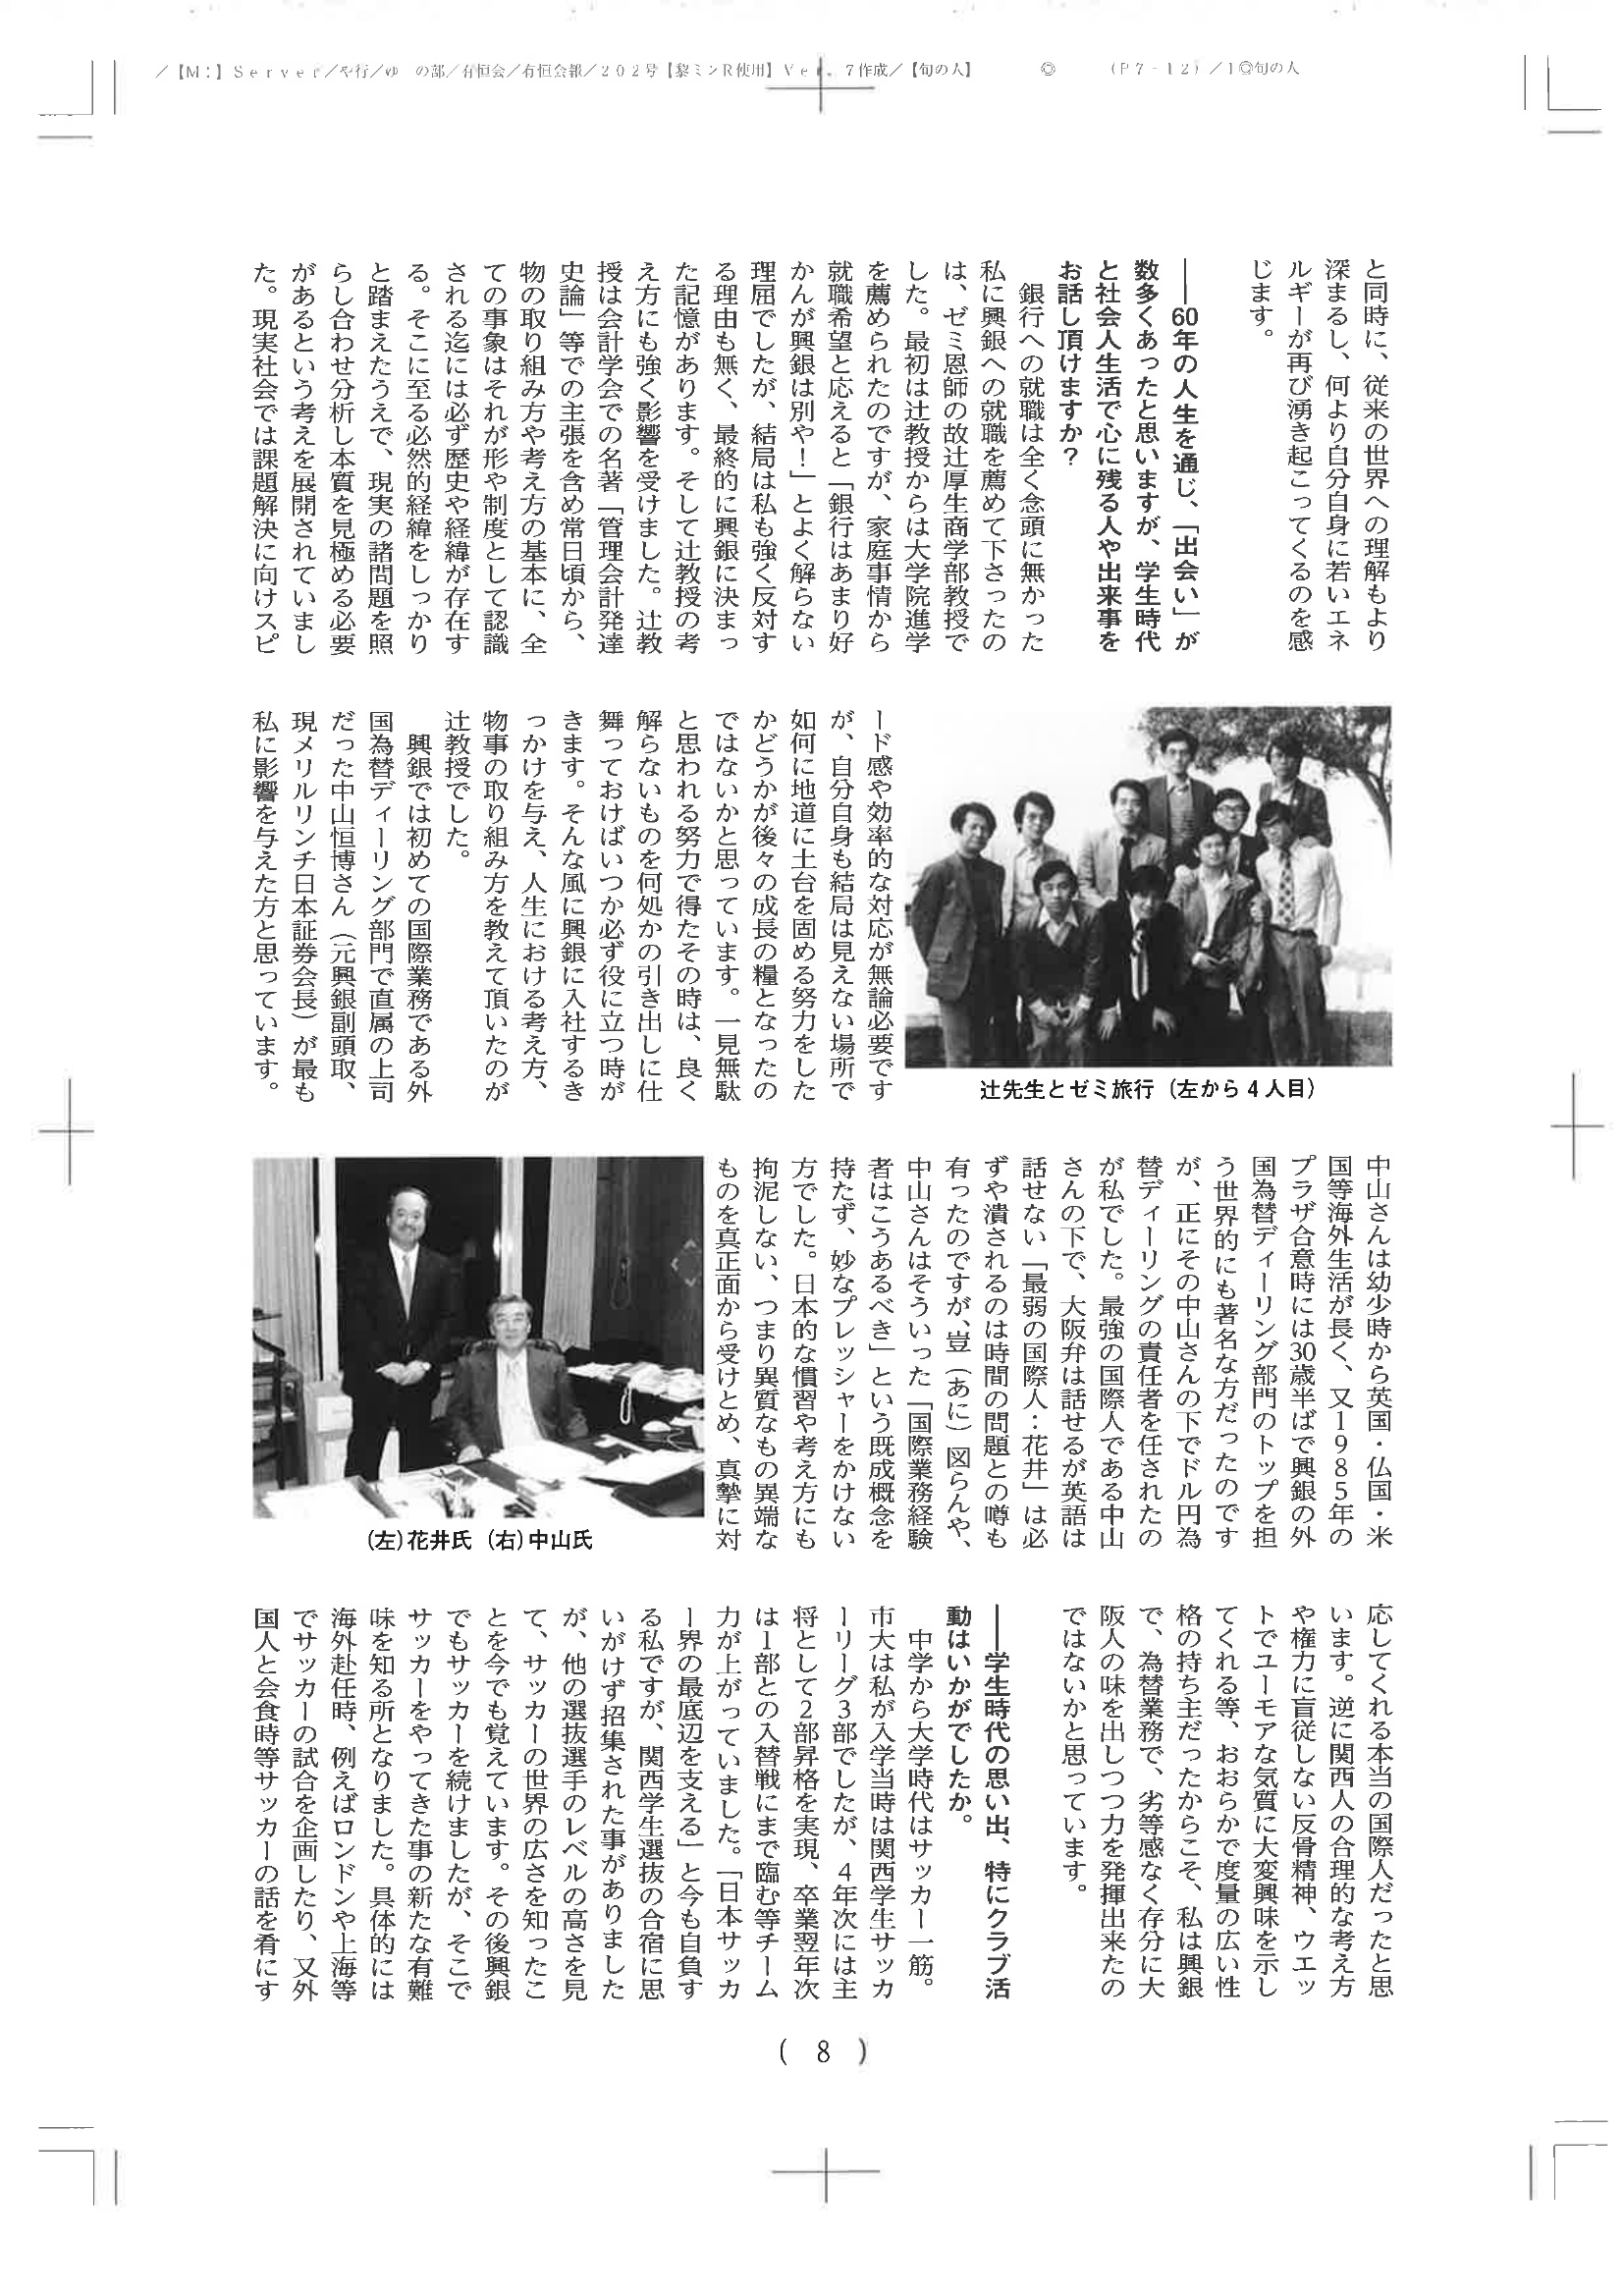 ／【Ｍ：】Ｓｅｒｖｅｒ／や行／ゆ　の部／有恒会／有恒会報／２０２号【黎ミンＲ使用】Ｖｅｒ．７作成／【旬の人】　◎　（Ｐ７-１２）／１◎旬の人
と同時に、従来の世界への理解もより
深まるし、何より自分自身に若いエネ
ルギーが再び湧き起こってくるのを感
じます。
――60年の人生を通じ、「出会い」が
数多くあったと思いますが、学生時代
と社会人生活で心に残る人や出来事を
お話し頂けますか？
　銀行への就職は全く念頭に無かった
私に興銀への就職を薦めて下さったの
は、ゼミ恩師の故辻厚生商学部教授で
した。最初は辻教授からは大学院進学
を薦められたのですが、家庭事情から
就職希望と応えると「銀行はあまり好
かんが興銀は別や！」とよく解らない
理屈でしたが、結局は私も強く反対す
る理由も無く、最終的に興銀に決まっ
た記憶があります。そして辻教授の考
え方にも強く影響を受けました。辻教
授は会計学会での名著「管理会計発達
史論」等での主張を含め常日頃から、
物の取り組み方や考え方の基本に、全
ての事象はそれが形や制度として認識
される迄には必ず歴史や経緯が存在す
る。そこに至る必然的経緯をしっかり
と踏まえたうえで、現実の諸問題を照
らし合わせ分析し本質を見極める必要
があるという考えを展開されていまし
た。現実社会では課題解決に向けスピ
辻先生とゼミ旅行（左から４人目）
ード感や効率的な対応が無論必要です
が、自分自身も結局は見えない場所で
如何に地道に土台を固める努力をした
かどうかが後々の成長の糧となったの
ではないかと思っています。一見無駄
と思われる努力で得たその時は、良く
解らないものを何処かの引き出しに仕
舞っておけばいつか必ず役に立つ時が
きます。そんな風に興銀に入社するき
っかけを与え、人生における考え方、
物事の取り組み方を教えて頂いたのが
辻教授でした。
　興銀では初めての国際業務である外
国為替ディーリング部門で直属の上司
だった中山恒博さん（元興銀副頭取、
現メリルリンチ日本証券会長）が最も
私に影響を与えた方と思っています。
中山さんは幼少時から英国・仏国・米
国等海外生活が長く、又１９８５年の
プラザ合意時には30歳半ばで興銀の外
国為替ディーリング部門のトップを担
う世界的にも著名な方だったのです
が、正にその中山さんの下でドル円為
替ディーリングの責任者を任されたの
が私でした。最強の国際人である中山
さんの下で、大阪弁は話せるが英語は
話せない「最弱の国際人：花井」は必
ずや潰されるのは時間の問題との噂も
有ったのですが、豈（あに）図らんや、
中山さんはそういった「国際業務経験
者はこうあるべき」という既成概念を
持たず、妙なプレッシャーをかけない
方でした。日本的な慣習や考え方にも
拘泥しない、つまり異質なもの異端な
ものを真正面から受けとめ、真摯に対
（左）花井氏（右）中山氏
応してくれる本当の国際人だったと思
います。逆に関西人の合理的な考え方
や権力に盲従しない反骨精神、ウエッ
トでユーモアな気質に大変興味を示し
てくれる等、おおらかで度量の広い性
格の持ち主だったからこそ、私は興銀
で、為替業務で、劣等感なく存分に大
阪人の味を出しつつ力を発揮出来たの
ではないかと思っています。
――学生時代の思い出、特にクラブ活
動はいかがでしたか。
　中学から大学時代はサッカー一筋。
市大は私が入学当時は関西学生サッカ
ーリーグ３部でしたが、４年次には主
将として２部昇格を実現、卒業翌年次
は１部との入替戦にまで臨む等チーム
力が上がっていました。「日本サッカ
ー界の最底辺を支える」と今も自負す
る私ですが、関西学生選抜の合宿に思
いがけず招集された事がありました
が、他の選抜選手のレベルの高さを見
て、サッカーの世界の広さを知ったこ
とを今でも覚えています。その後興銀
でもサッカーを続けましたが、そこで
サッカーをやってきた事の新たな有難
味を知る所となりました。具体的には
海外赴任時、例えばロンドンや上海等
でサッカーの試合を企画したり、又外
国人と会食時等サッカーの話を肴にす
（ 8 ）